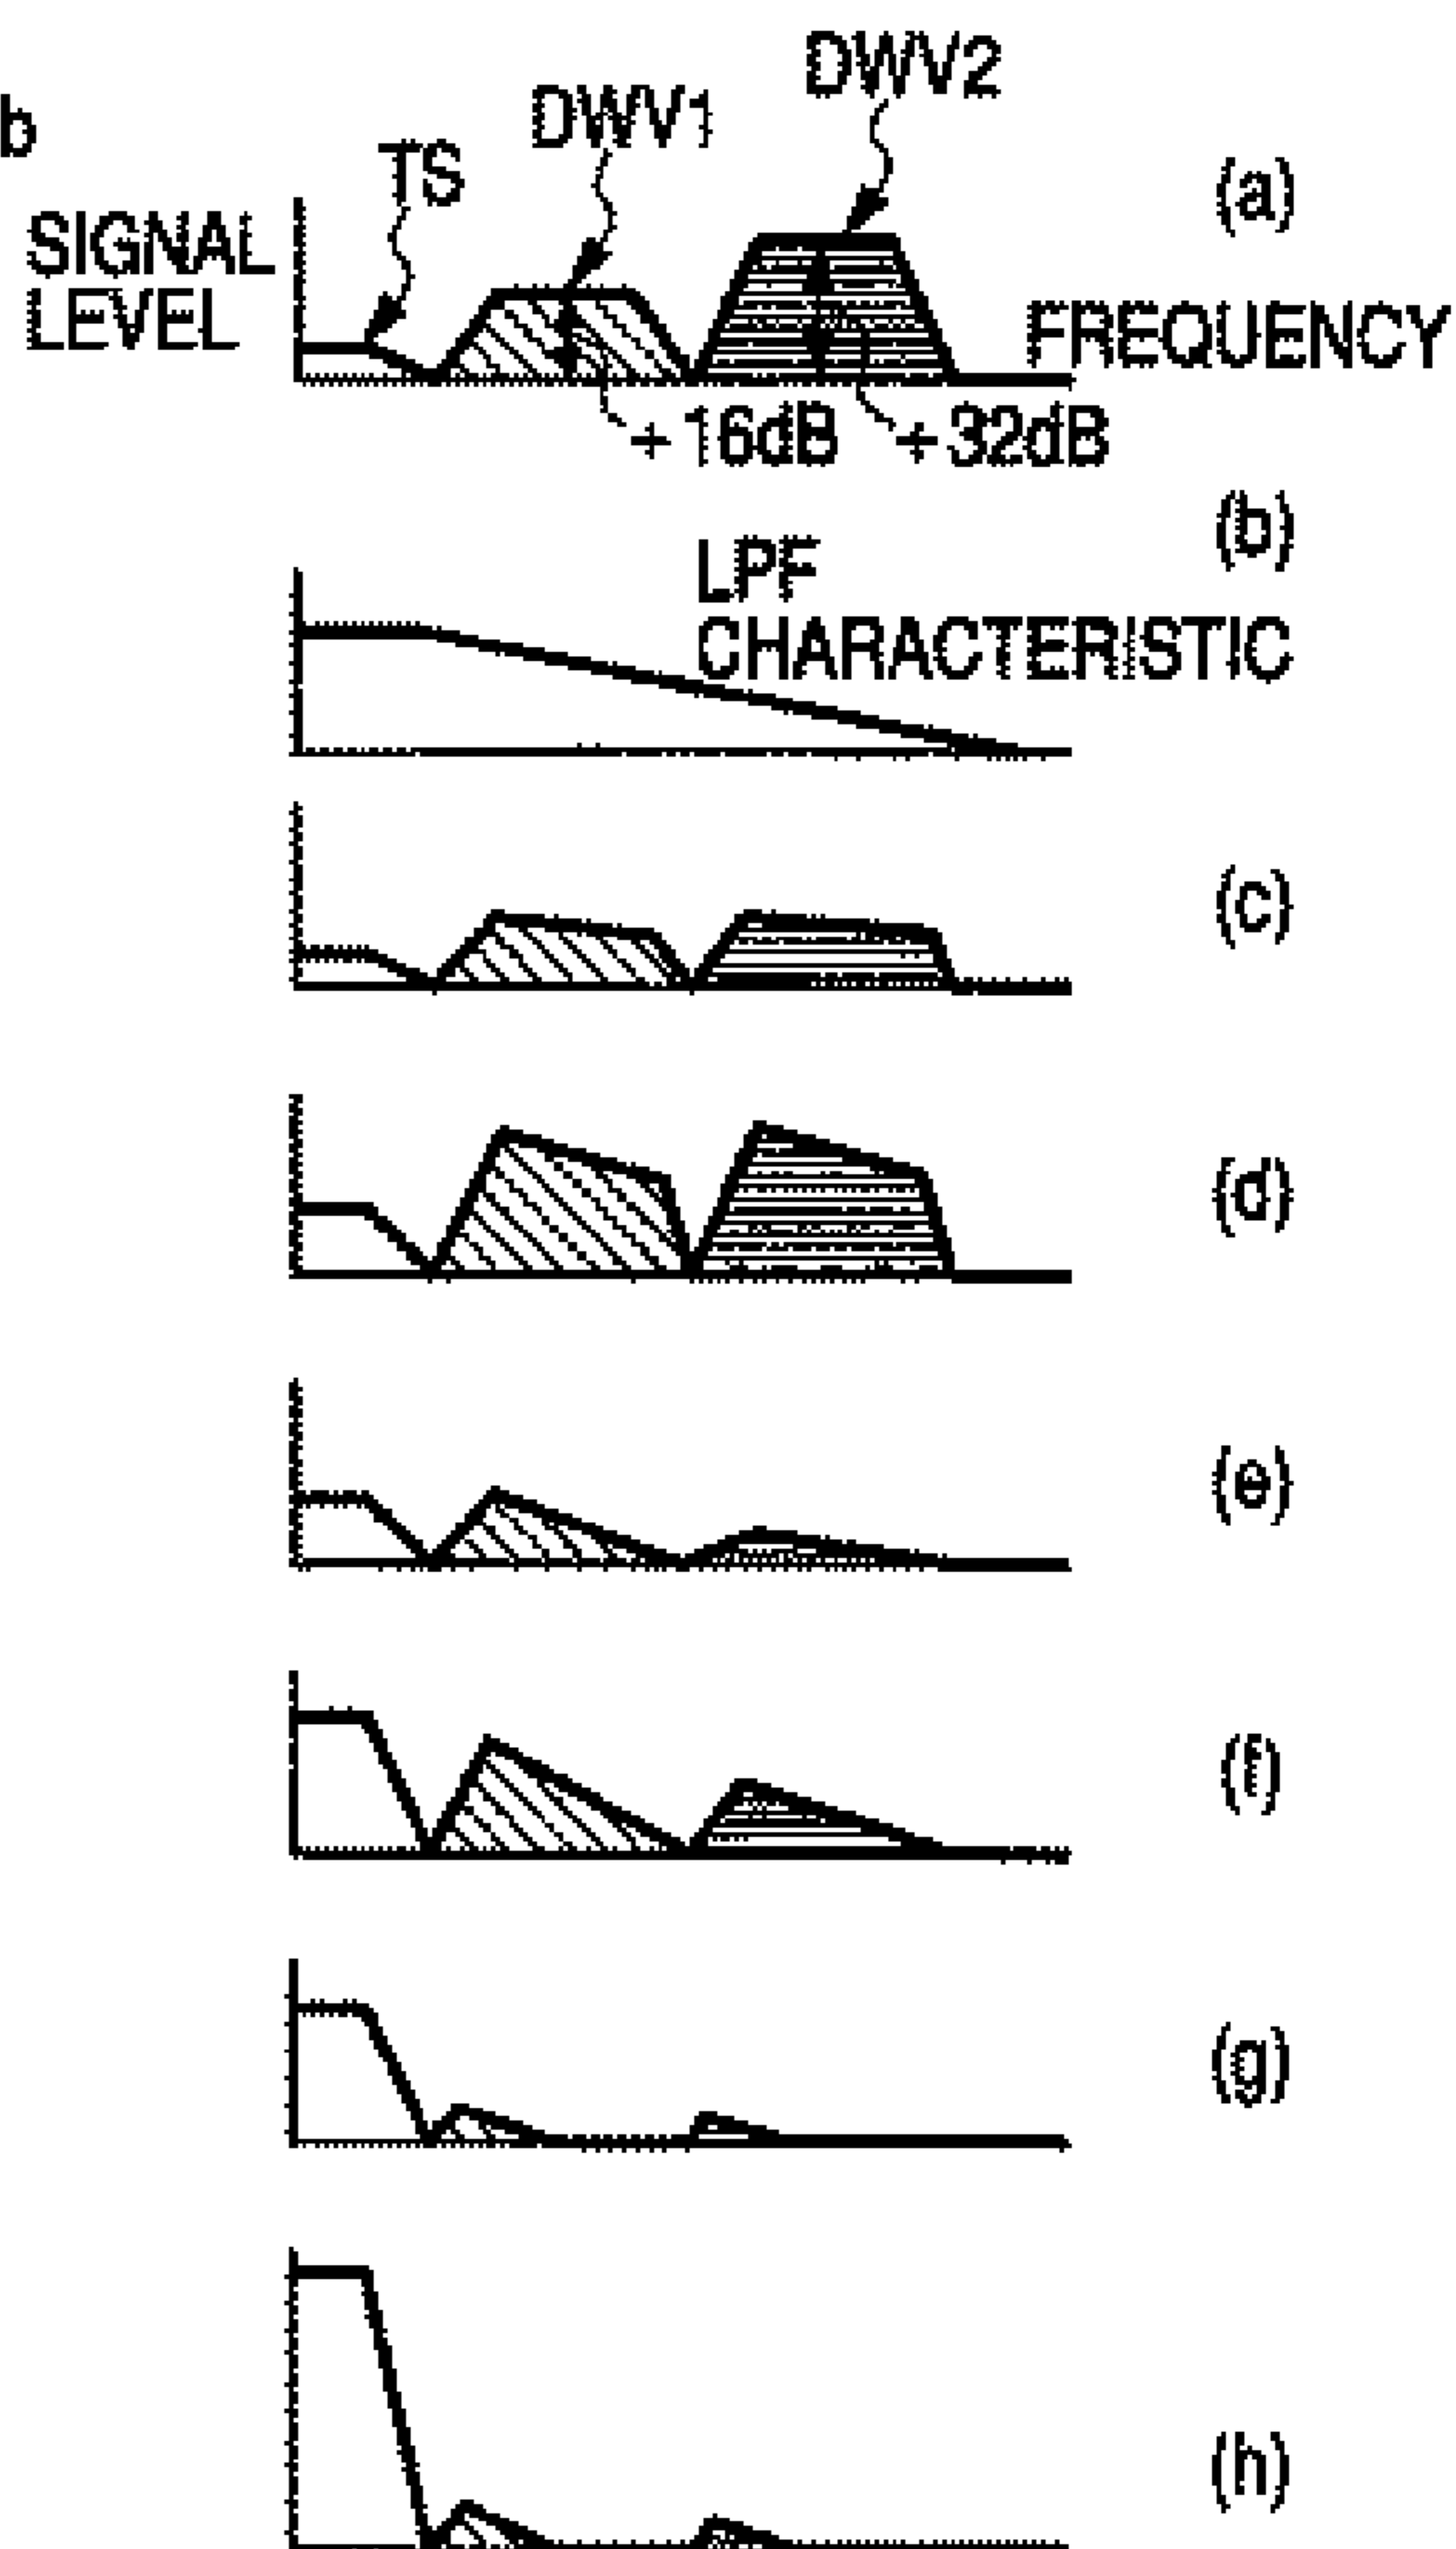 b
DWV2
DWV1
TS
(a)
SIGNAL
LEVEL
FREQUENCY
+16dB
+32dB
(b)
LPF
CHARACTERISTIC
(c)
(d)
(e)
(f)
(g)
(h)